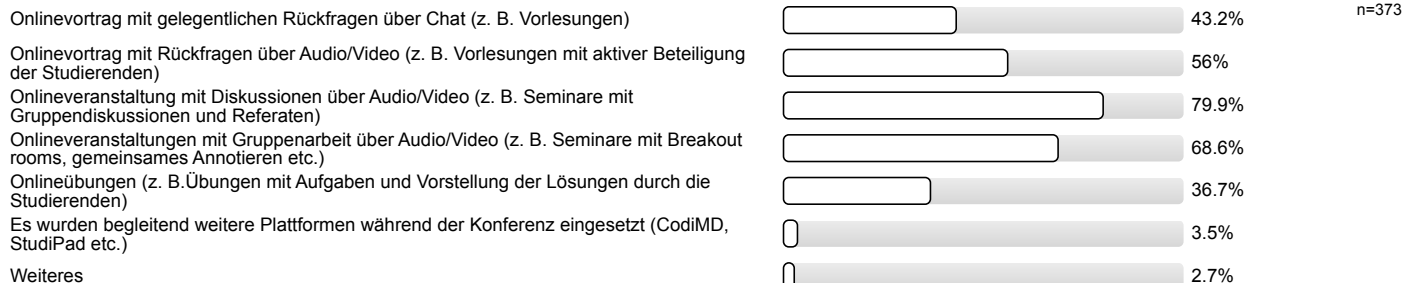 Onlinevortrag mit gelegentlichen Rückfragen über Chat (z. B. Vorlesungen) 43.2% n=373
Onlinevortrag mit Rückfragen über Audio/Video (z. B. Vorlesungen mit aktiver Beteiligung
der Studierenden) 56%
Onlineveranstaltung mit Diskussionen über Audio/Video (z. B. Seminare mit
Gruppendiskussionen und Referaten) 79.9%
Onlineveranstaltungen mit Gruppenarbeit über Audio/Video (z. B. Seminare mit Breakout
rooms, gemeinsames Annotieren etc.) 68.6%
Onlineübungen (z. B.Übungen mit Aufgaben und Vorstellung der Lösungen durch die
Studierenden) 36.7%
Es wurden begleitend weitere Plattformen während der Konferenz eingesetzt (CodiMD,
StudiPad etc.) 3.5%
Weiteres 2.7%